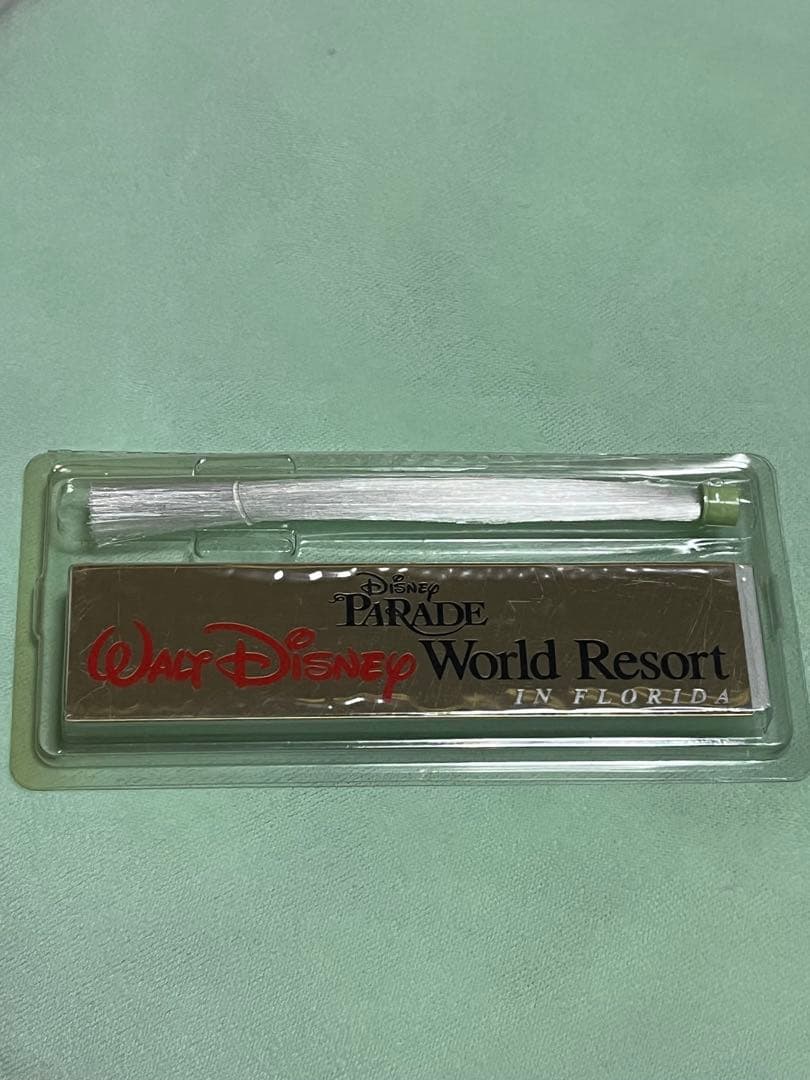 DISNEY
PARADE
WALT DISNEY World Resort
IN FLORIDA